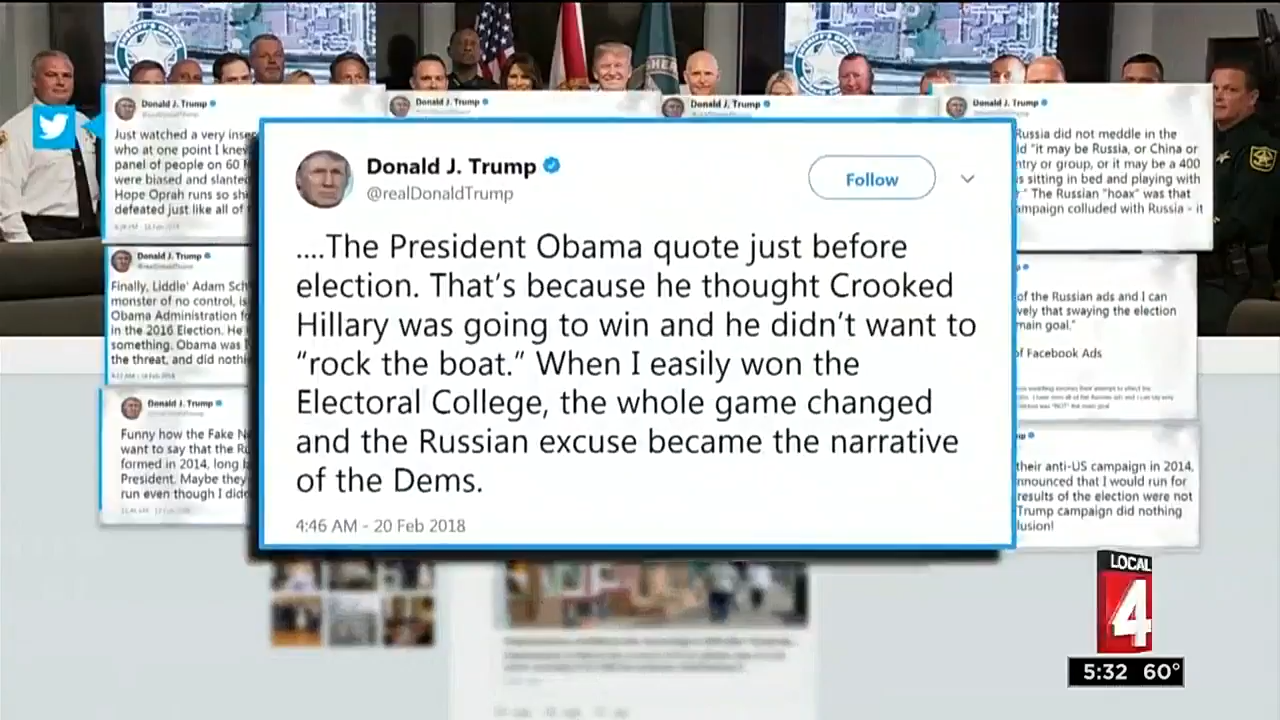 Donald J. Trump
Just watched a very inse
who at one point I knew
panel of people on 60
were biased and slanted
Hope Oprah runs so sh
defeated just like all of
Donald J. Trump
Donald J. Trump
Donald J. Trump
Russia did not meddle in the
d "it may be Russia, or China or
ntry or group, or it may be a 400
s sitting in bed and playing with
The Russian "hoax" was that
mpaign colluded with Russia - it
Donald J. Trump
@realDonaldTrump
Follow
....The President Obama quote just before
election. That's because he thought Crooked
Hillary was going to win and he didn't want to
"rock the boat." When I easily won the
Electoral College, the whole game changed
and the Russian excuse became the narrative
of the Dems.
4:46 AM - 20 Feb 2018
Donald J. Trump
Finally, Liddle' Adam Sch
monster of no control, is
Obama Administration fo
in the 2016 Election. He
something. Obama was
the threat, and did nothi
of the Russian ads and I can
vely that swaying the election
main goal."
of Facebook Ads
Donald J. Trump
Funny how the Fake N
want to say that the Ru
formed in 2014, long
President. Maybe they
run even though I did
their anti-US campaign in 2014,
nnounced that I would run for
results of the election were not
Trump campaign did nothing
lusion!
LOCAL
4
5:32 60°